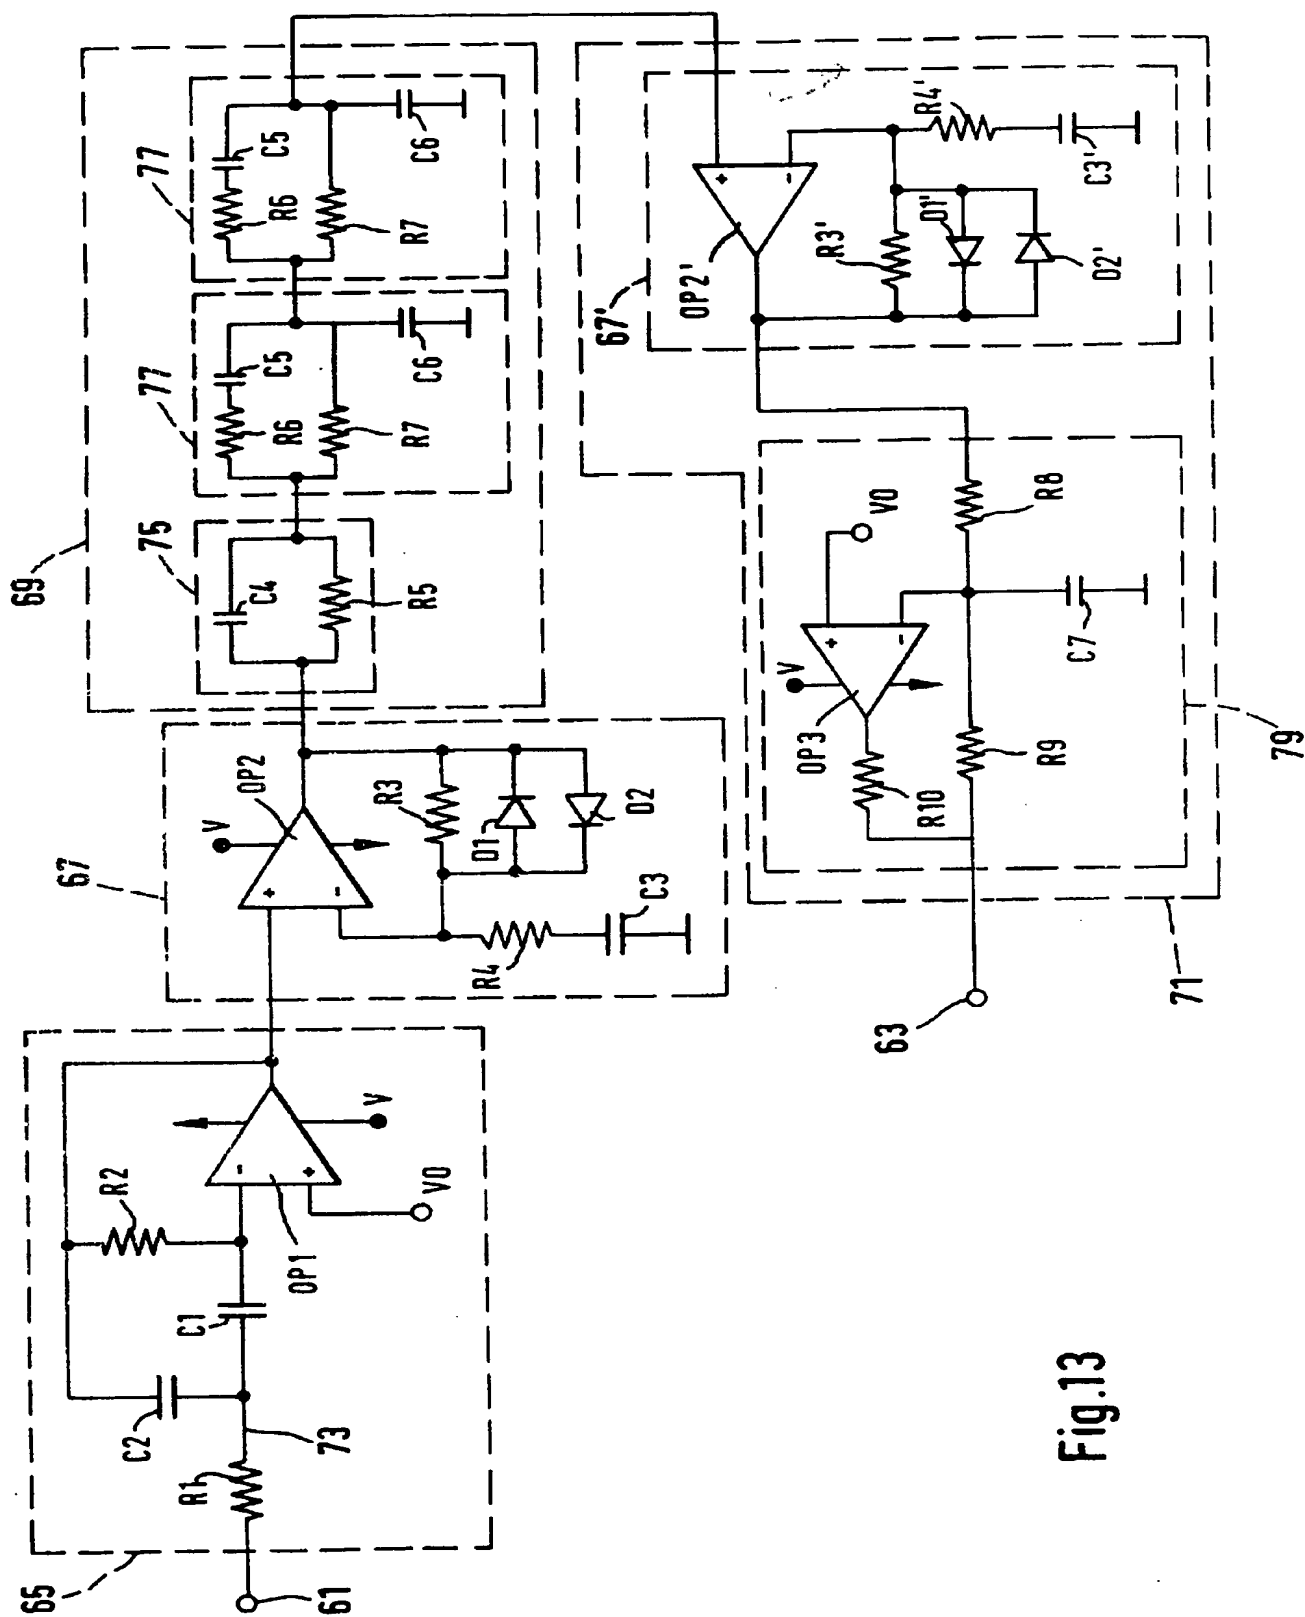 65
61
R1
73
C2
C1
R2
-
+
OP1
V0
V
67
+
-
V
OP2
R3
D1
D2
R4
C3
69
75
C4
R5
77
R6
C5
R7
C6
77
R6
C5
R7
C6
67'
+
-
OP2'
R3'
D1'
D2'
R4'
C3'
71
79
63
V
+
-
V0
OP3
R10
R9
R8
C7
Fig.13